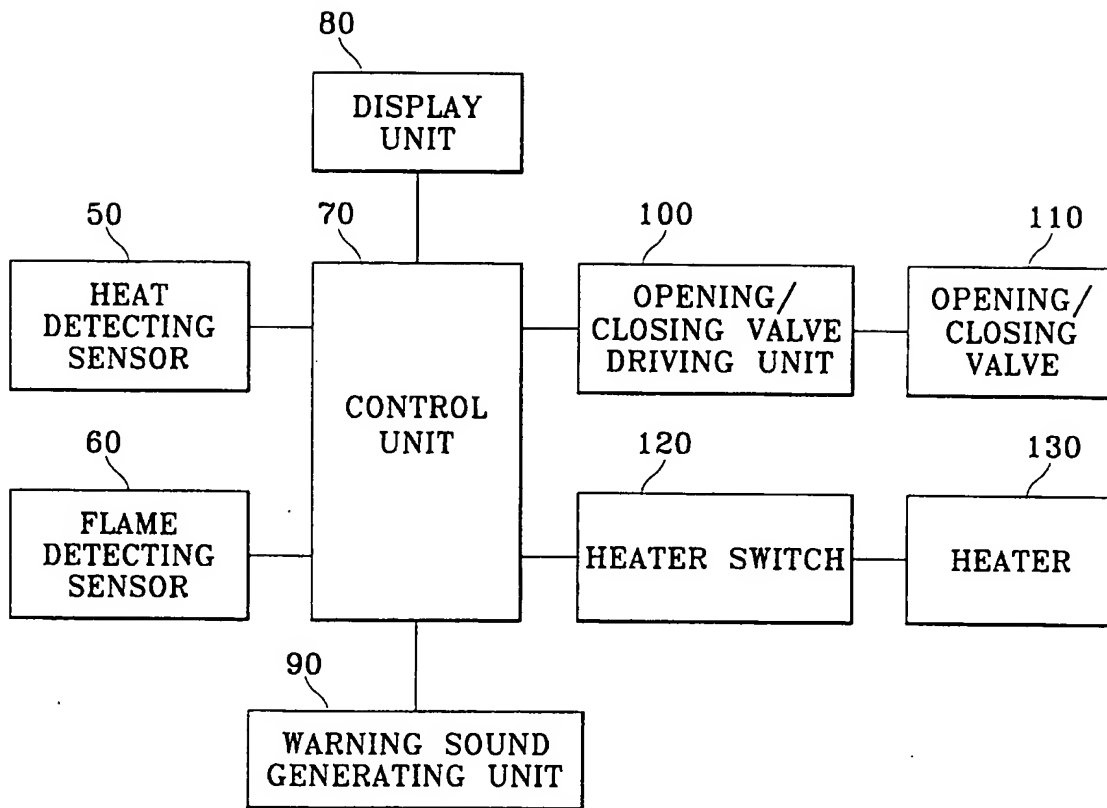 80
DISPLAY
UNIT
50
70
100
110
HEAT
DETECTING
SENSOR
OPENING/
CLOSING VALVE
DRIVING UNIT
OPENING/
CLOSING
VALVE
CONTROL
UNIT
60
120
130
FLAME
DETECTING
SENSOR
HEATER SWITCH
HEATER
90
WARNING SOUND
GENERATING UNIT